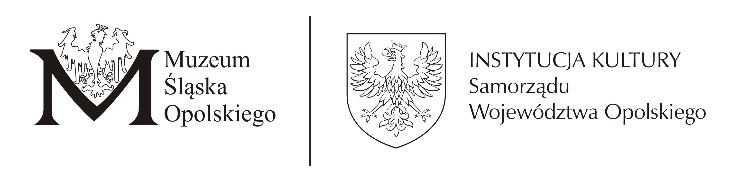 M
Muzeum
Śląska
Opolskiego
INSTYTUCJA KULTURY
Samorządu
Województwa Opolskiego